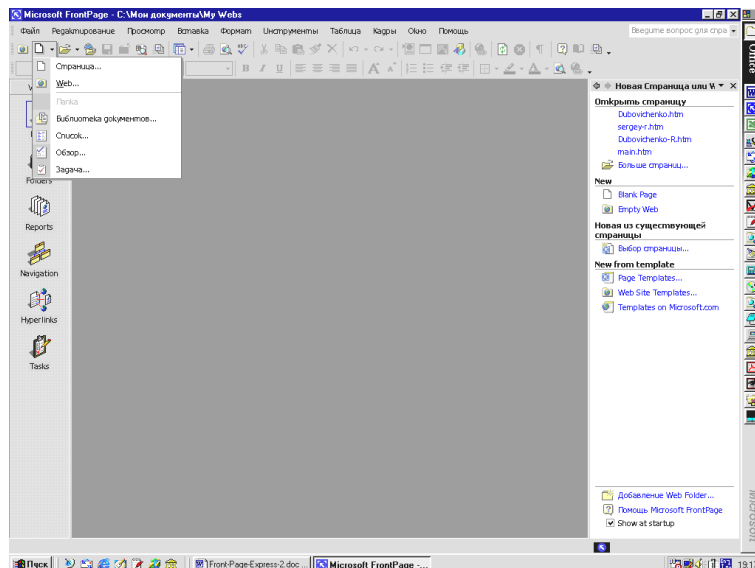 Microsoft FrontPage - C:\Мои документы\My Webs
Файл Редактирование Просмотр Вставка Формат Инструменты Таблица Кадры Окно Помощь
Введите вопрос для спра
Страница...
Web...
Папка
Библиотека документов...
Список...
Обзор...
Задача...
Folders
Reports
Navigation
Hyperlinks
Tasks
Новая Страница или
Открыть страницу
Dubovichenko.htm
sergey-r.htm
Dubovichenko-R.htm
main.htm
Больше страниц...
New
Blank Page
Empty Web
Новая из существующей
страницы
Выбор страницы...
New from template
Page Templates...
Web Site Templates...
Templates on Microsoft.com
Добавление Web Folder...
Помощь Microsoft FrontPage
Show at startup
Office
Microsoft
Пуск
Front-Page-Express-2.doc ...
Microsoft FrontPage - ...